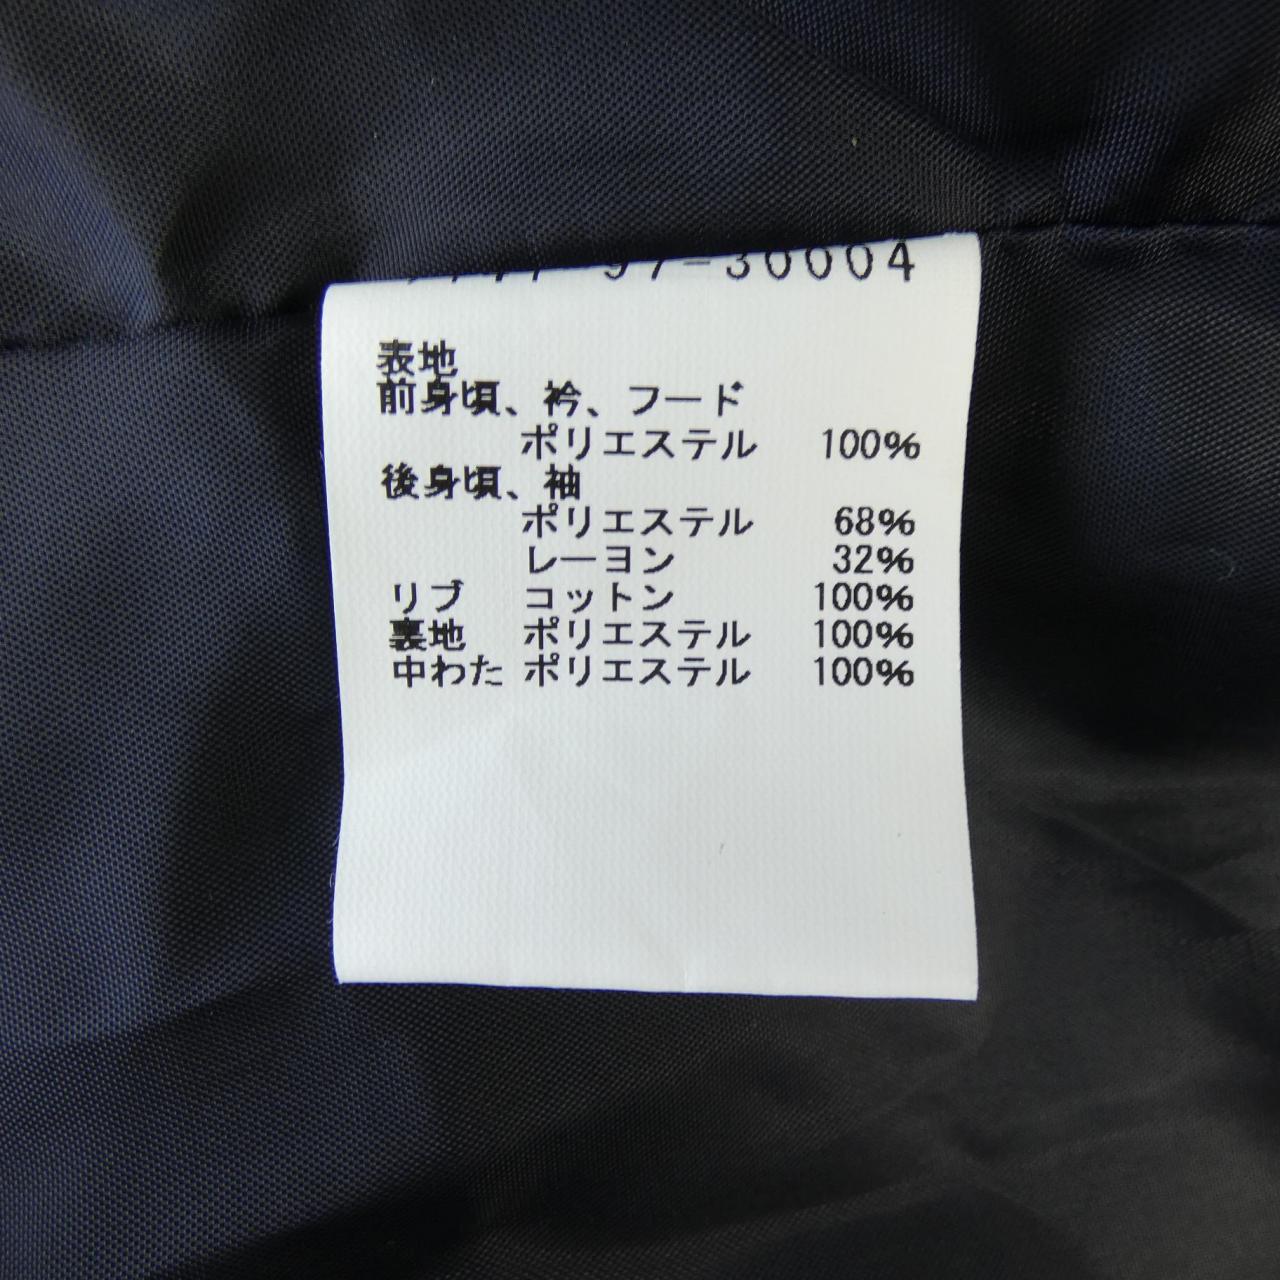 97-30004
表地
前身頃、衿、フード
ポリエステル 100%
後身頃、袖
ポリエステル 68%
レーヨン 32%
リブ コットン 100%
裏地 ポリエステル 100%
中わた ポリエステル 100%